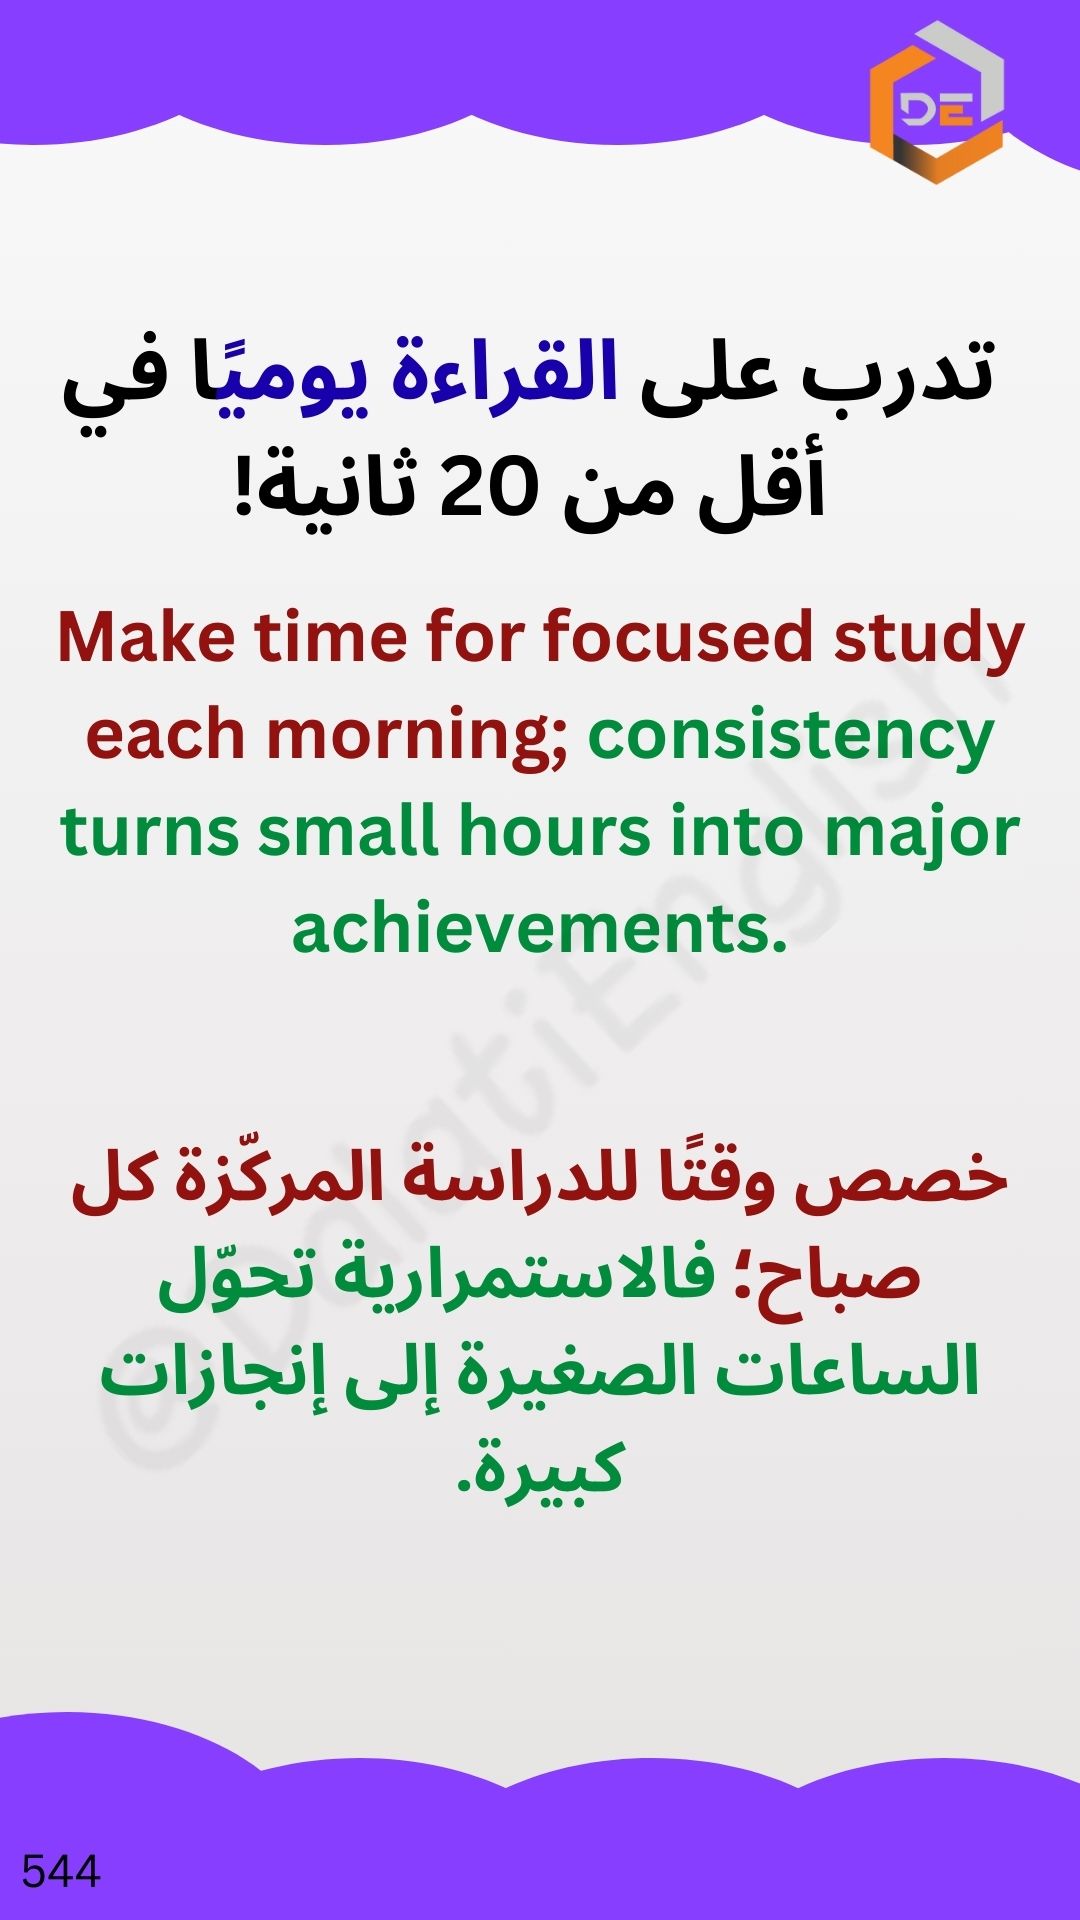 DE
تدرب على القراءة يوميًا في
أقل من 20 ثانية!
Make time for focused study
each morning; consistency
turns small hours into major
achievements.
خصص وقتًا للدراسة المركّزة كل
صباح؛ فالاستمرارية تحوّل
الساعات الصغيرة إلى إنجازات
كبيرة.
@DalatiEnglish
544